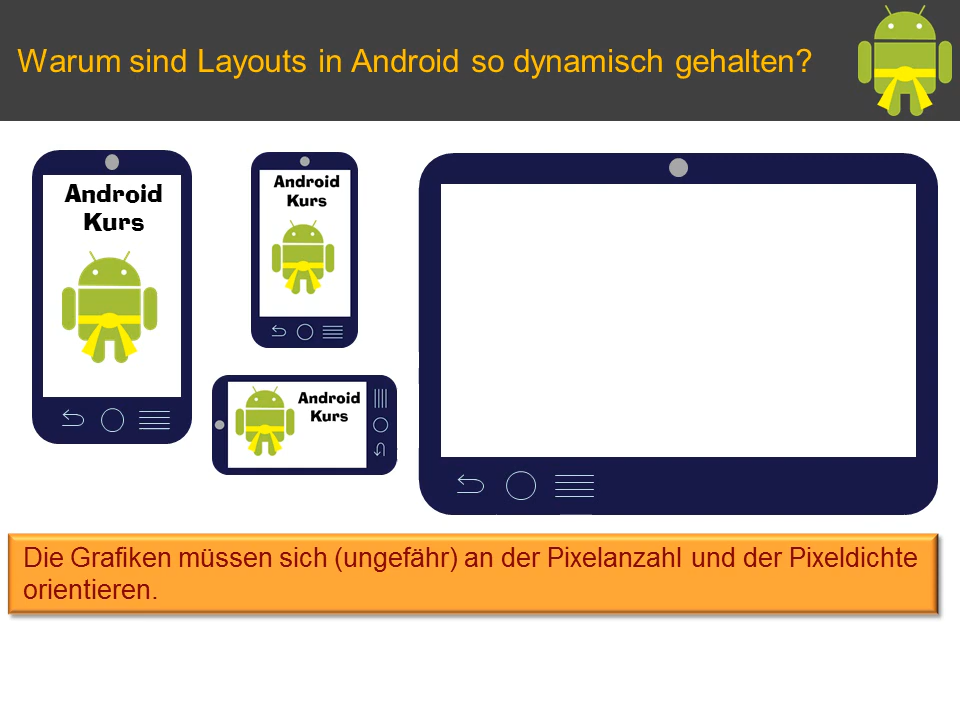 Warum sind Layouts in Android so dynamisch gehalten?
Android
Kurs
Android
Kurs
Android
Kurs
Die Grafiken müssen sich (ungefähr) an der Pixelanzahl und der Pixeldichte
orientieren.